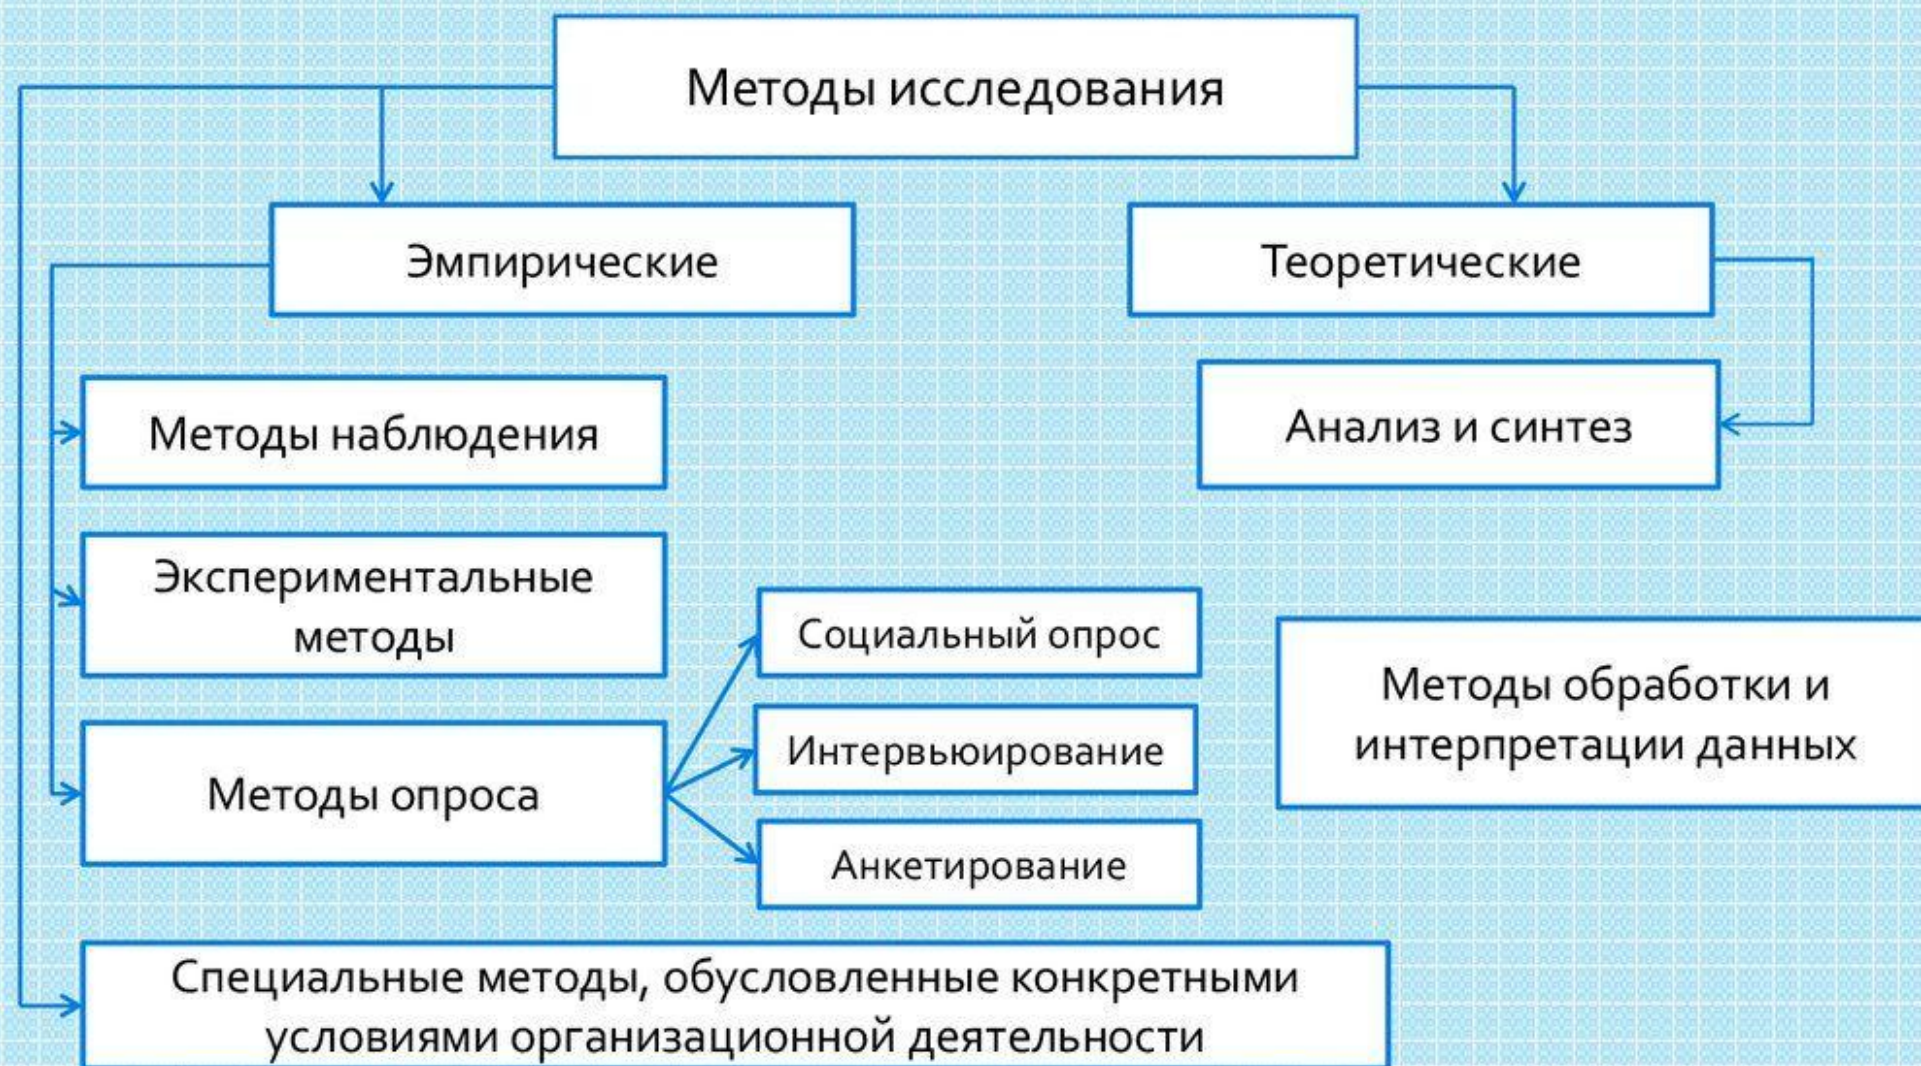 Методы исследования
Эмпирические
Теоретические
Методы наблюдения
Анализ и синтез
Экспериментальные
методы
Социальный опрос
Методы обработки и
интерпретации данных
Интервьюирование
Методы опроса
Анкетирование
Специальные методы, обусловленные конкретными
условиями организационной деятельности